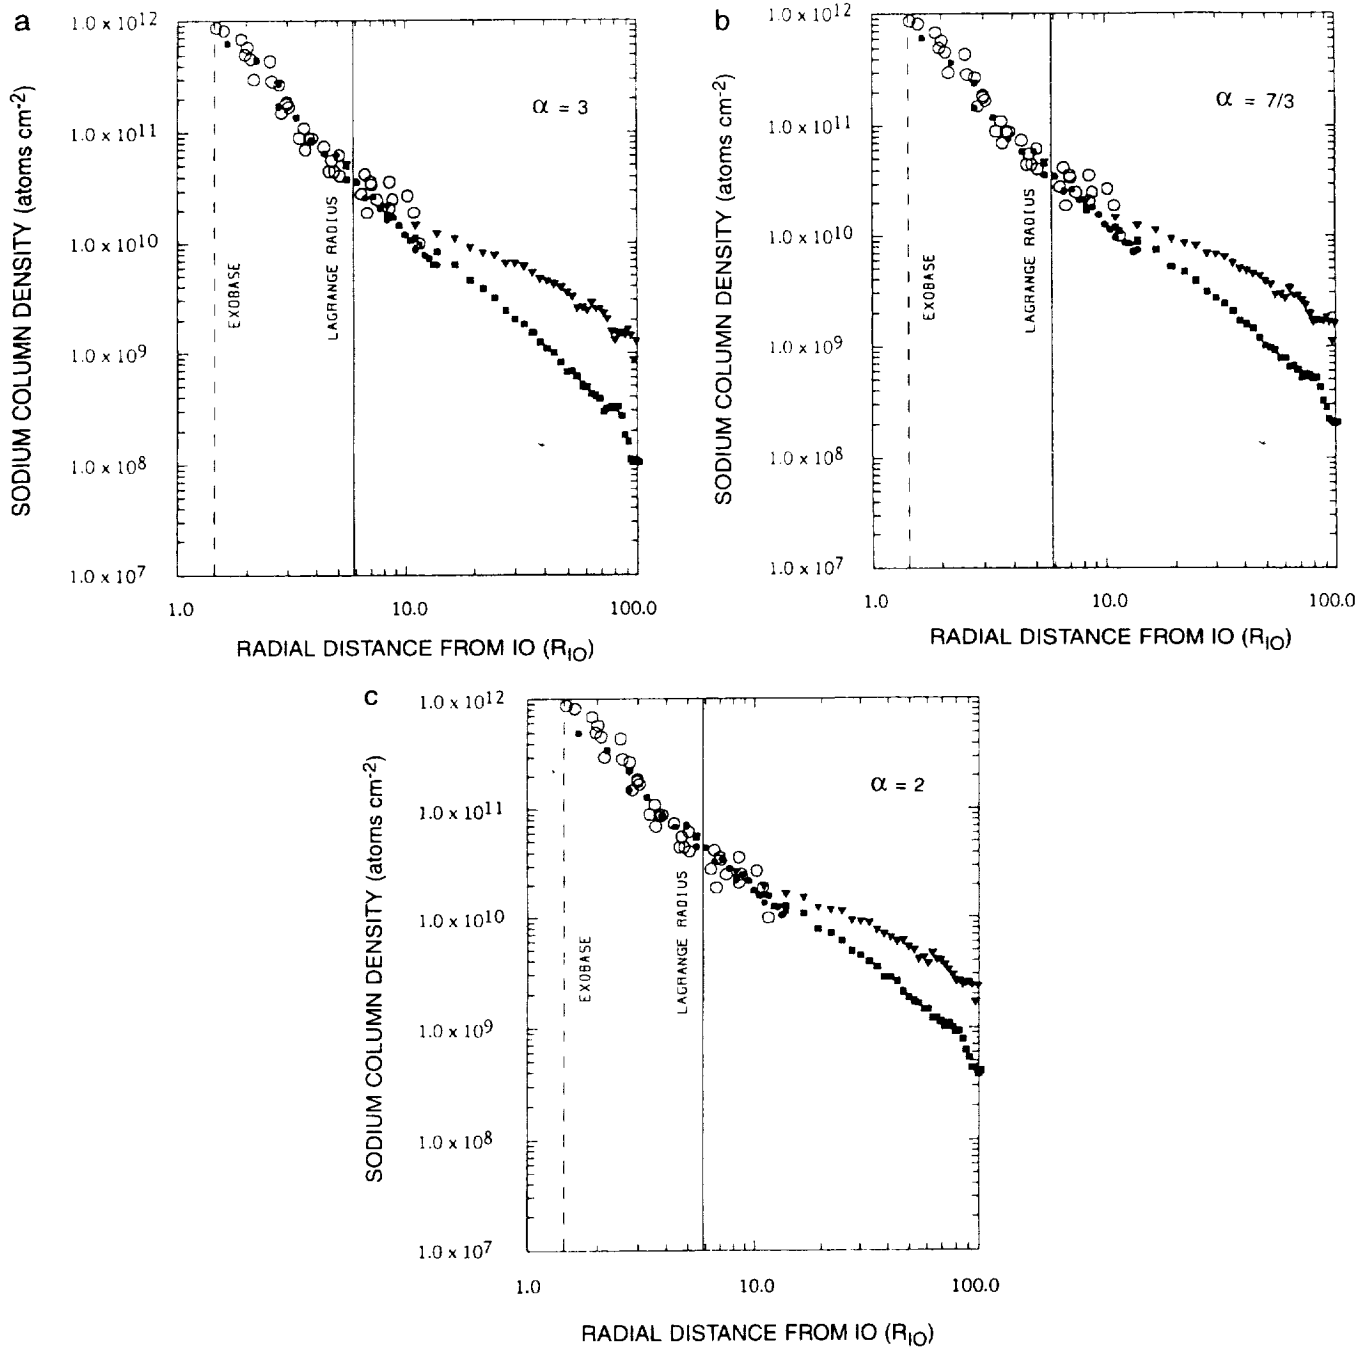 a
1.0 x 10^12
1.0 x 10^11
1.0 x 10^10
1.0 x 10^9
1.0 x 10^8
1.0 x 10^7
SODIUM COLUMN DENSITY (atoms cm^-2)
α = 3
EXOBASE
LAGRANGE RADIUS
1.0
10.0
100.0
RADIAL DISTANCE FROM IO (R_IO)
b
1.0 x 10^12
1.0 x 10^11
1.0 x 10^10
1.0 x 10^9
1.0 x 10^8
1.0 x 10^7
SODIUM COLUMN DENSITY (atoms cm^-2)
α = 7/3
EXOBASE
LAGRANGE RADIUS
1.0
10.0
100.0
RADIAL DISTANCE FROM IO (R_IO)
c
1.0 x 10^12
1.0 x 10^11
1.0 x 10^10
1.0 x 10^9
1.0 x 10^8
1.0 x 10^7
SODIUM COLUMN DENSITY (atoms cm^-2)
α = 2
EXOBASE
LAGRANGE RADIUS
1.0
10.0
100.0
RADIAL DISTANCE FROM IO (R_IO)